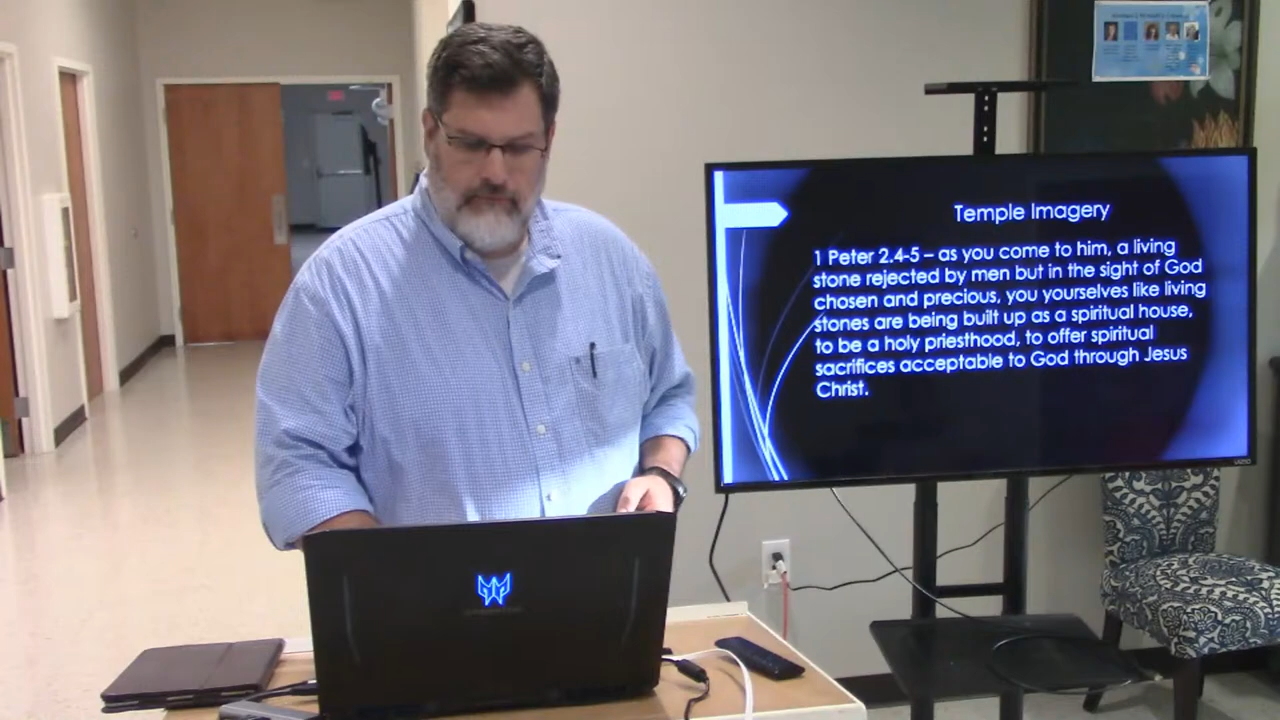 Temple Imagery
1 Peter 2.4-5 – as you come to him, a living
stone rejected by men but in the sight of God
chosen and precious, you yourselves like living
stones are being built up as a spiritual house,
to be a holy priesthood, to offer spiritual
sacrifices acceptable to God through Jesus
Christ.
VIZIO